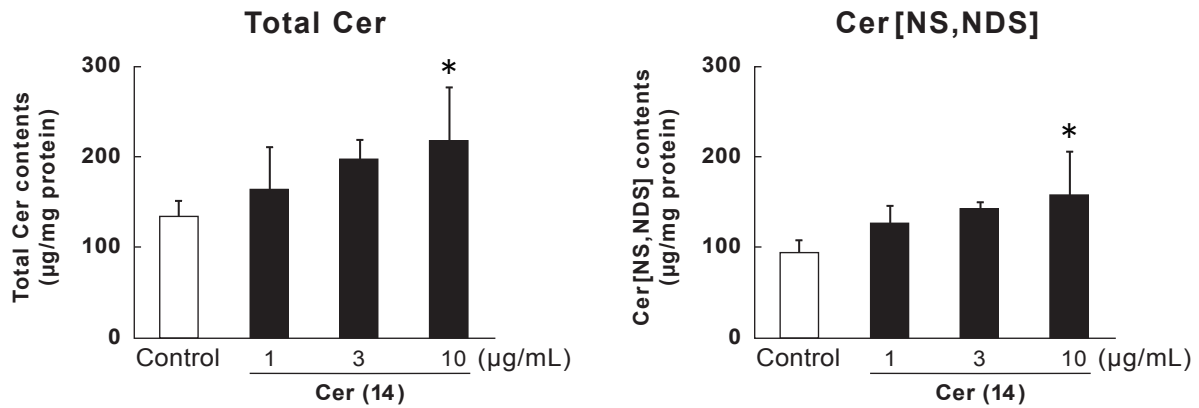 Total Cer
Total Cer contents
(μg/mg protein)
300
200
100
0
*
Control
1
3
10
(μg/mL)
Cer (14)
Cer[NS,NDS]
Cer[NS,NDS] contents
(μg/mg protein)
300
200
100
0
*
Control
1
3
10
(μg/mL)
Cer (14)